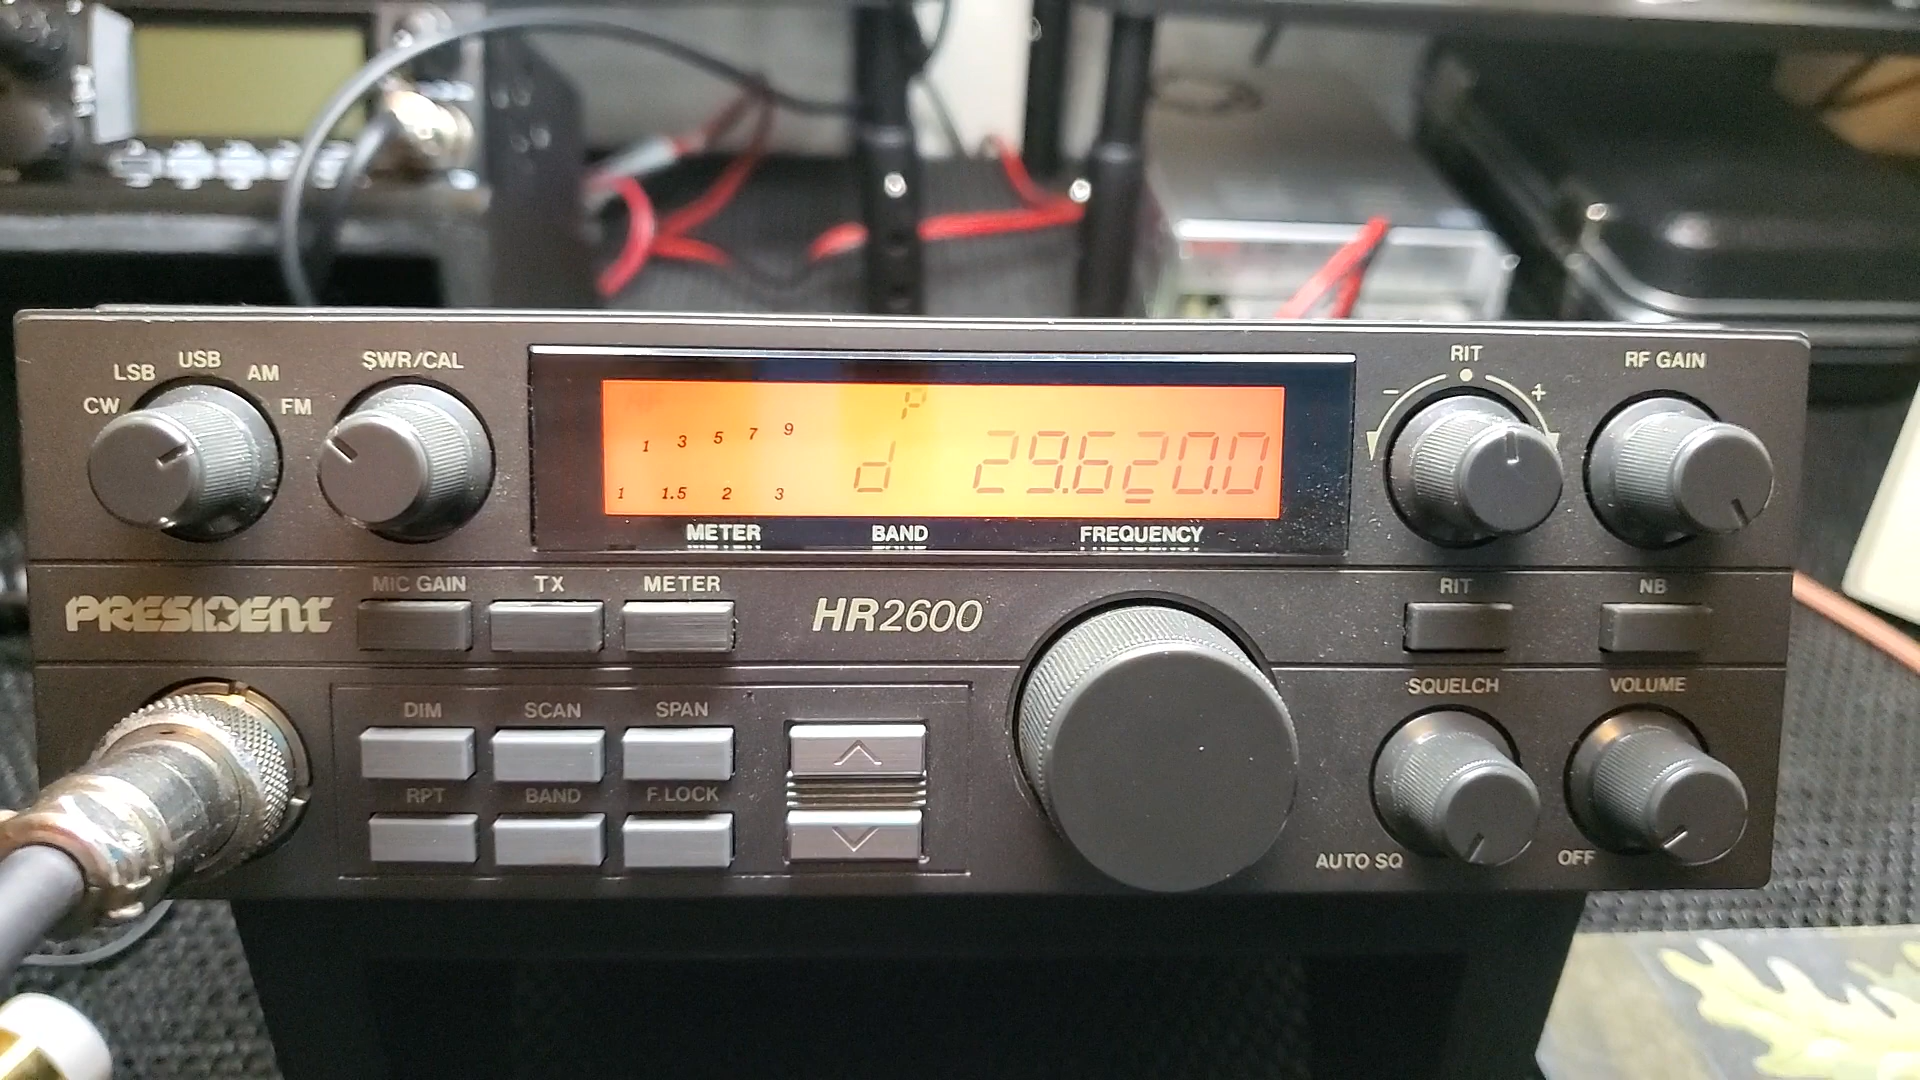 LSB USB AM
CW FM
SWR/CAL
1 3 5 7 9
1 1.5 2 3
P
d 29.620.0
METER BAND FREQUENCY
RIT
- +
RF GAIN
PRESIDENT
MIC GAIN TX METER
HR2600
RIT NB
DIM SCAN SPAN
RPT BAND F.LOCK
SQUELCH VOLUME
AUTO SQ OFF